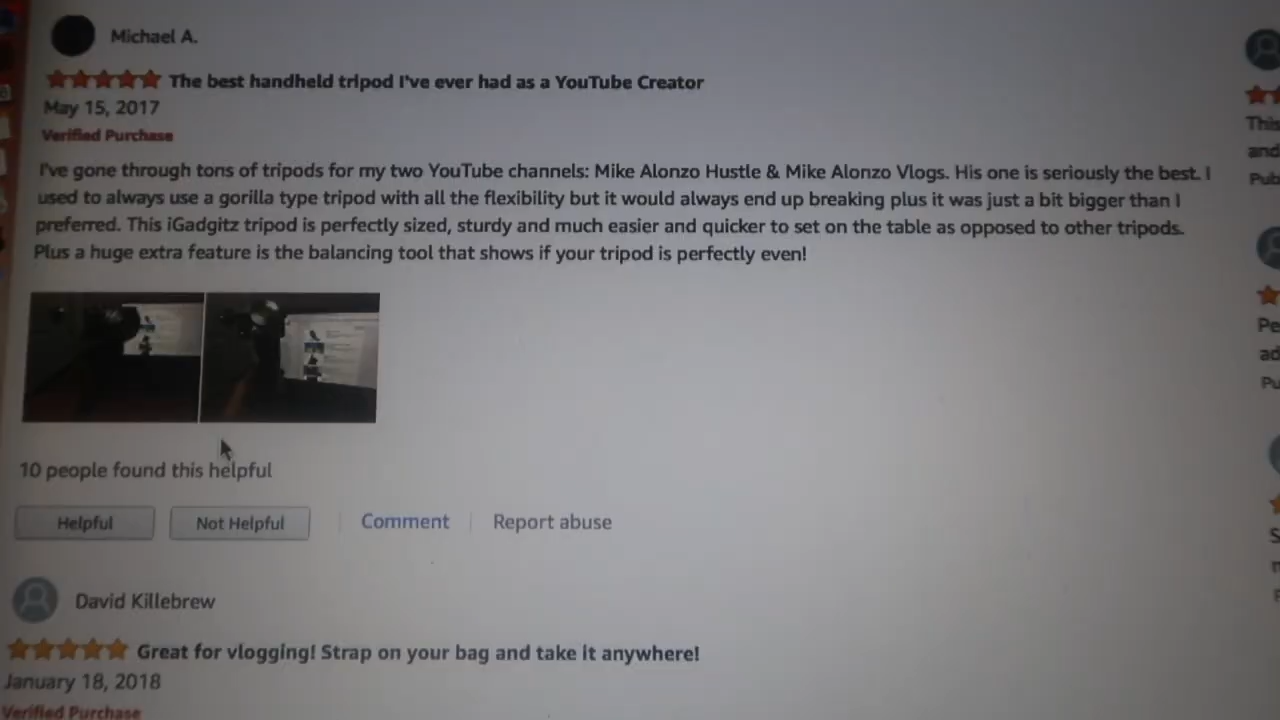 Michael A.
The best handheld tripod I've ever had as a YouTube Creator
May 15, 2017
Verified Purchase
I've gone through tons of tripods for my two YouTube channels: Mike Alonzo Hustle & Mike Alonzo Vlogs. His one is seriously the best. I
used to always use a gorilla type tripod with all the flexibility but it would always end up breaking plus it was just a bit bigger than I
preferred. This iGadgitz tripod is perfectly sized, sturdy and much easier and quicker to set on the table as opposed to other tripods.
Plus a huge extra feature is the balancing tool that shows if your tripod is perfectly even!
10 people found this helpful
Helpful
Not Helpful
Comment
Report abuse
David Killebrew
Great for vlogging! Strap on your bag and take it anywhere!
January 18, 2018
Verified Purchase
This
and
Pub
Pe
ad
Pu